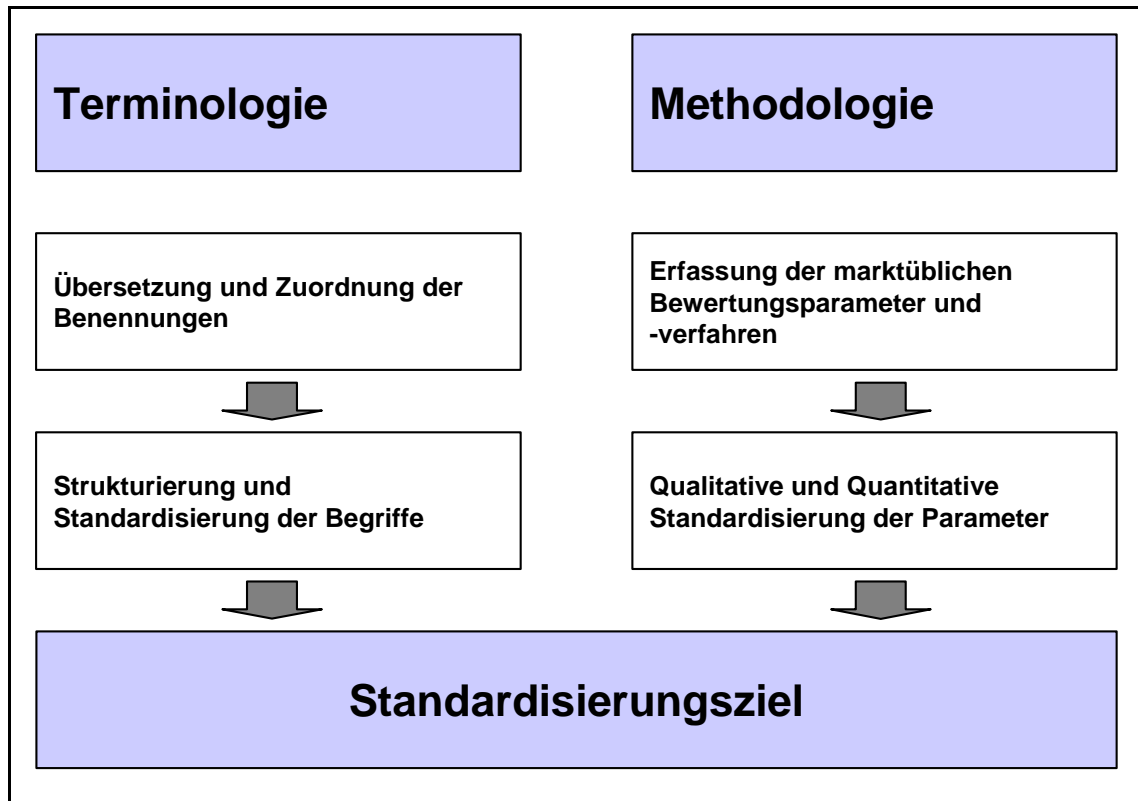 Terminologie
Methodologie
Übersetzung und Zuordnung der
Benennungen
Erfassung der marktüblichen
Bewertungsparameter und
-verfahren
Strukturierung und
Standardisierung der Begriffe
Qualitative und Quantitative
Standardisierung der Parameter
Standardisierungsziel